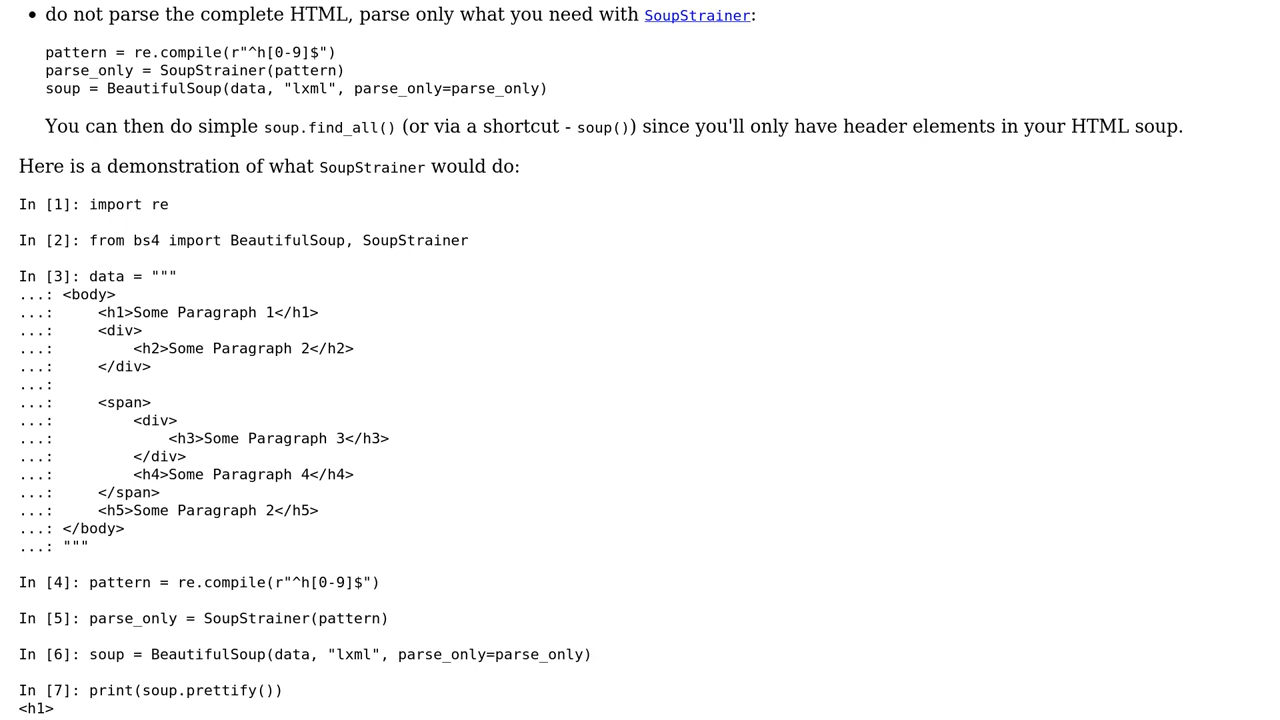 • do not parse the complete HTML, parse only what you need with SoupStrainer:
pattern = re.compile(r"^h[0-9]$")
parse_only = SoupStrainer(pattern)
soup = BeautifulSoup(data, "lxml", parse_only=parse_only)
You can then do simple soup.find_all() (or via a shortcut - soup()) since you'll only have header elements in your HTML soup.
Here is a demonstration of what SoupStrainer would do:
In [1]: import re
In [2]: from bs4 import BeautifulSoup, SoupStrainer
In [3]: data = """
...: <body>
...:     <h1>Some Paragraph 1</h1>
...:     <div>
...:         <h2>Some Paragraph 2</h2>
...:     </div>
...:
...:     <span>
...:         <div>
...:             <h3>Some Paragraph 3</h3>
...:         </div>
...:         <h4>Some Paragraph 4</h4>
...:     </span>
...:     <h5>Some Paragraph 2</h5>
...: </body>
...: """
In [4]: pattern = re.compile(r"^h[0-9]$")
In [5]: parse_only = SoupStrainer(pattern)
In [6]: soup = BeautifulSoup(data, "lxml", parse_only=parse_only)
In [7]: print(soup.prettify())
<h1>